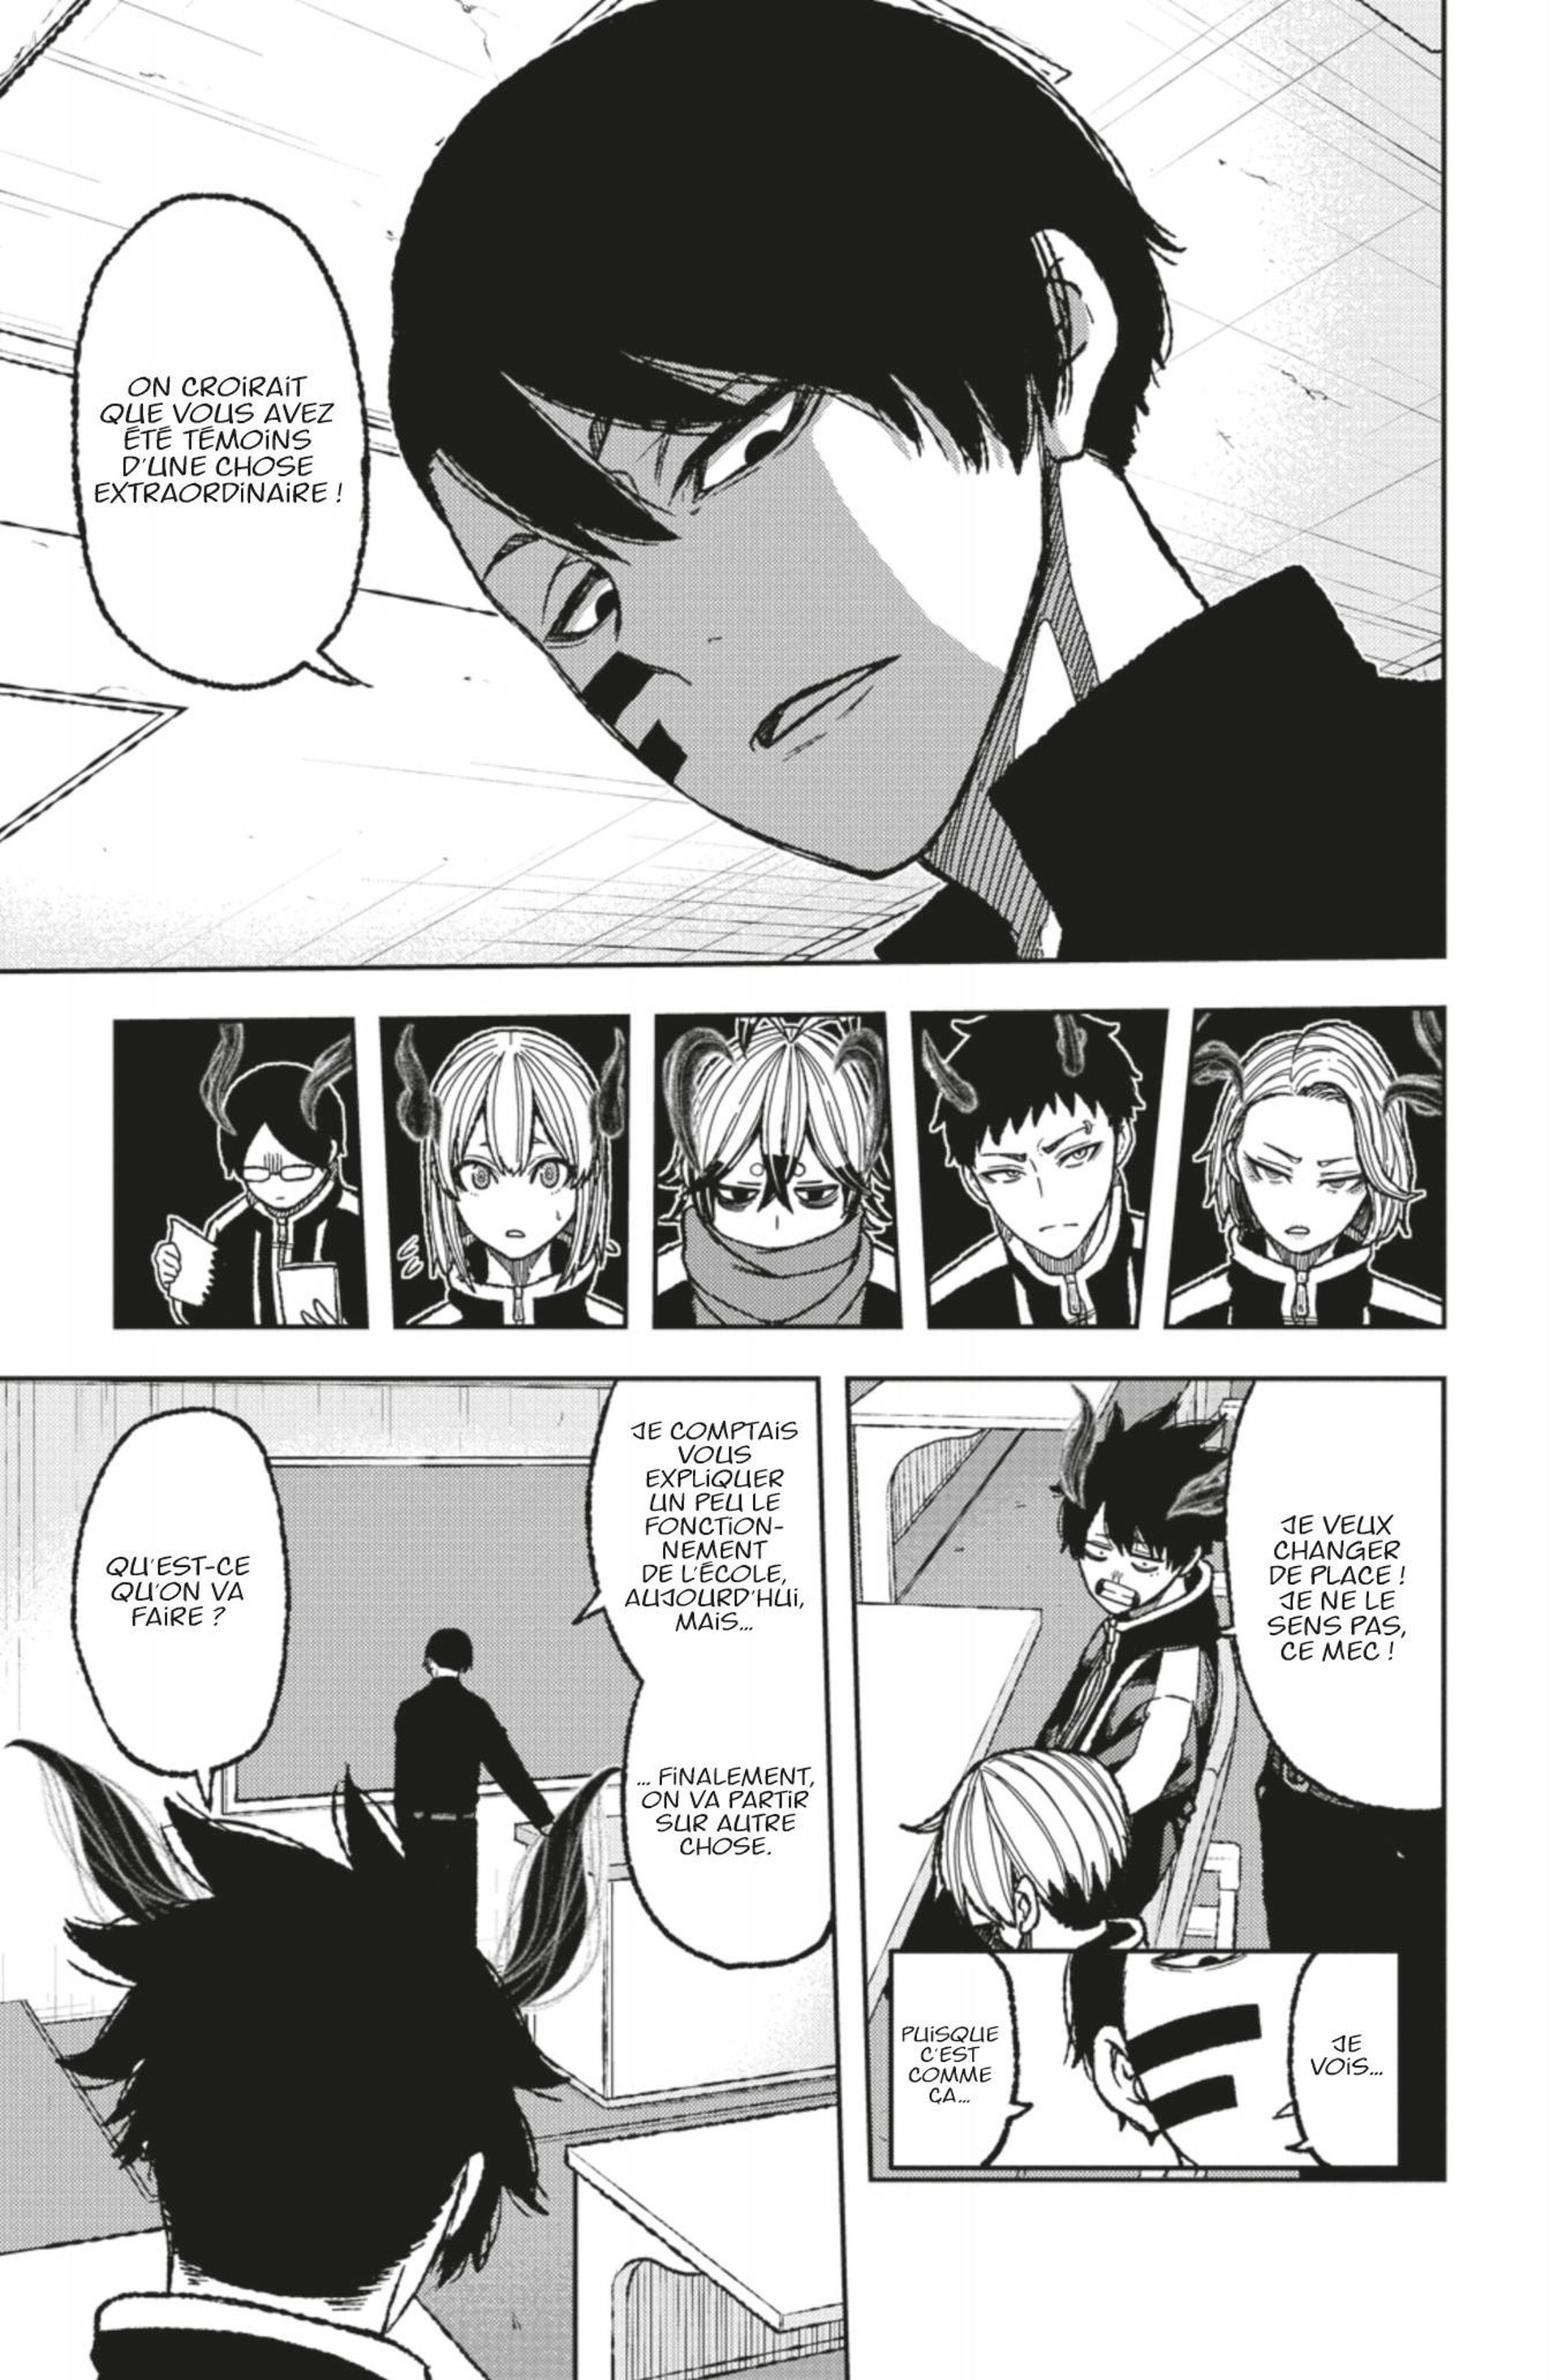 ON CROIRAIT
QUE VOUS AVEZ
ÉTÉ TÉMOINS
D'UNE CHOSE
EXTRAORDINAIRE !
JE VEUX
CHANGER
DE PLACE !
JE NE LE
SENS PAS,
CE MEC !
JE
VOIS...
PUISQUE
C'EST
COMME
ÇA...
JE COMPTAIS
VOUS
EXPLIQUER
UN PEU LE
FONCTION-
NEMENT
DE L'ÉCOLE,
AUJOURD'HUI,
MAIS...
... FINALEMENT,
ON VA PARTIR
SUR AUTRE
CHOSE.
QU'EST-CE
QU'ON VA
FAIRE ?